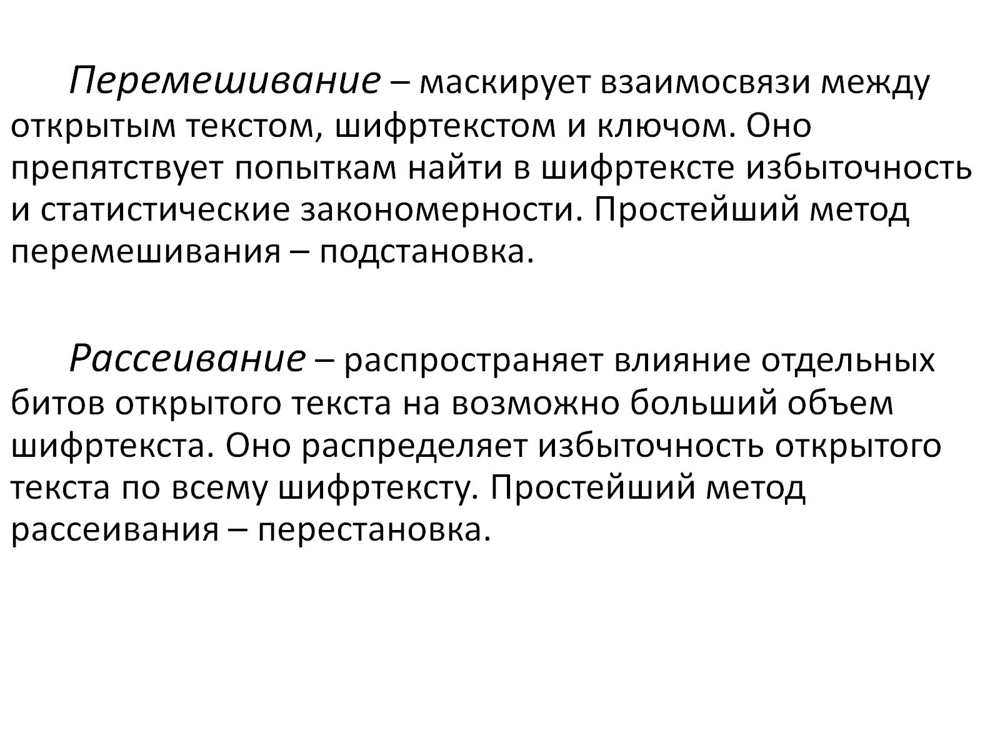 Перемешивание – маскирует взаимосвязи между
открытым текстом, шифртекстом и ключом. Оно
препятствует попыткам найти в шифртексте избыточность
и статистические закономерности. Простейший метод
перемешивания – подстановка.
Рассеивание – распространяет влияние отдельных
битов открытого текста на возможно больший объем
шифртекста. Оно распределяет избыточность открытого
текста по всему шифртексту. Простейший метод
рассеивания – перестановка.